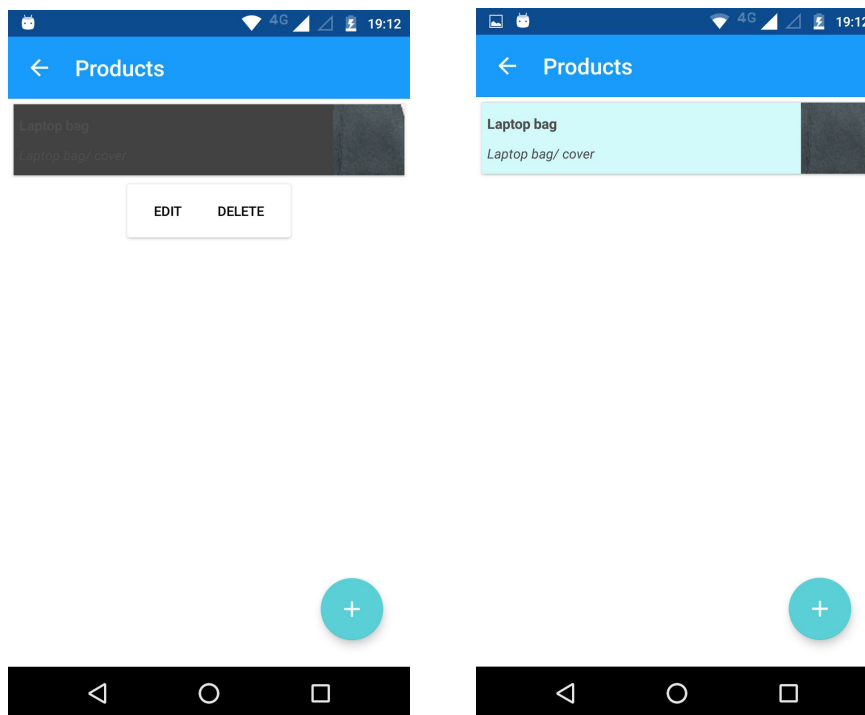 4G 19:12
Products
Laptop bag
Laptop bag/ cover
EDIT DELETE
+
4G 19:12
Products
Laptop bag
Laptop bag/ cover
+